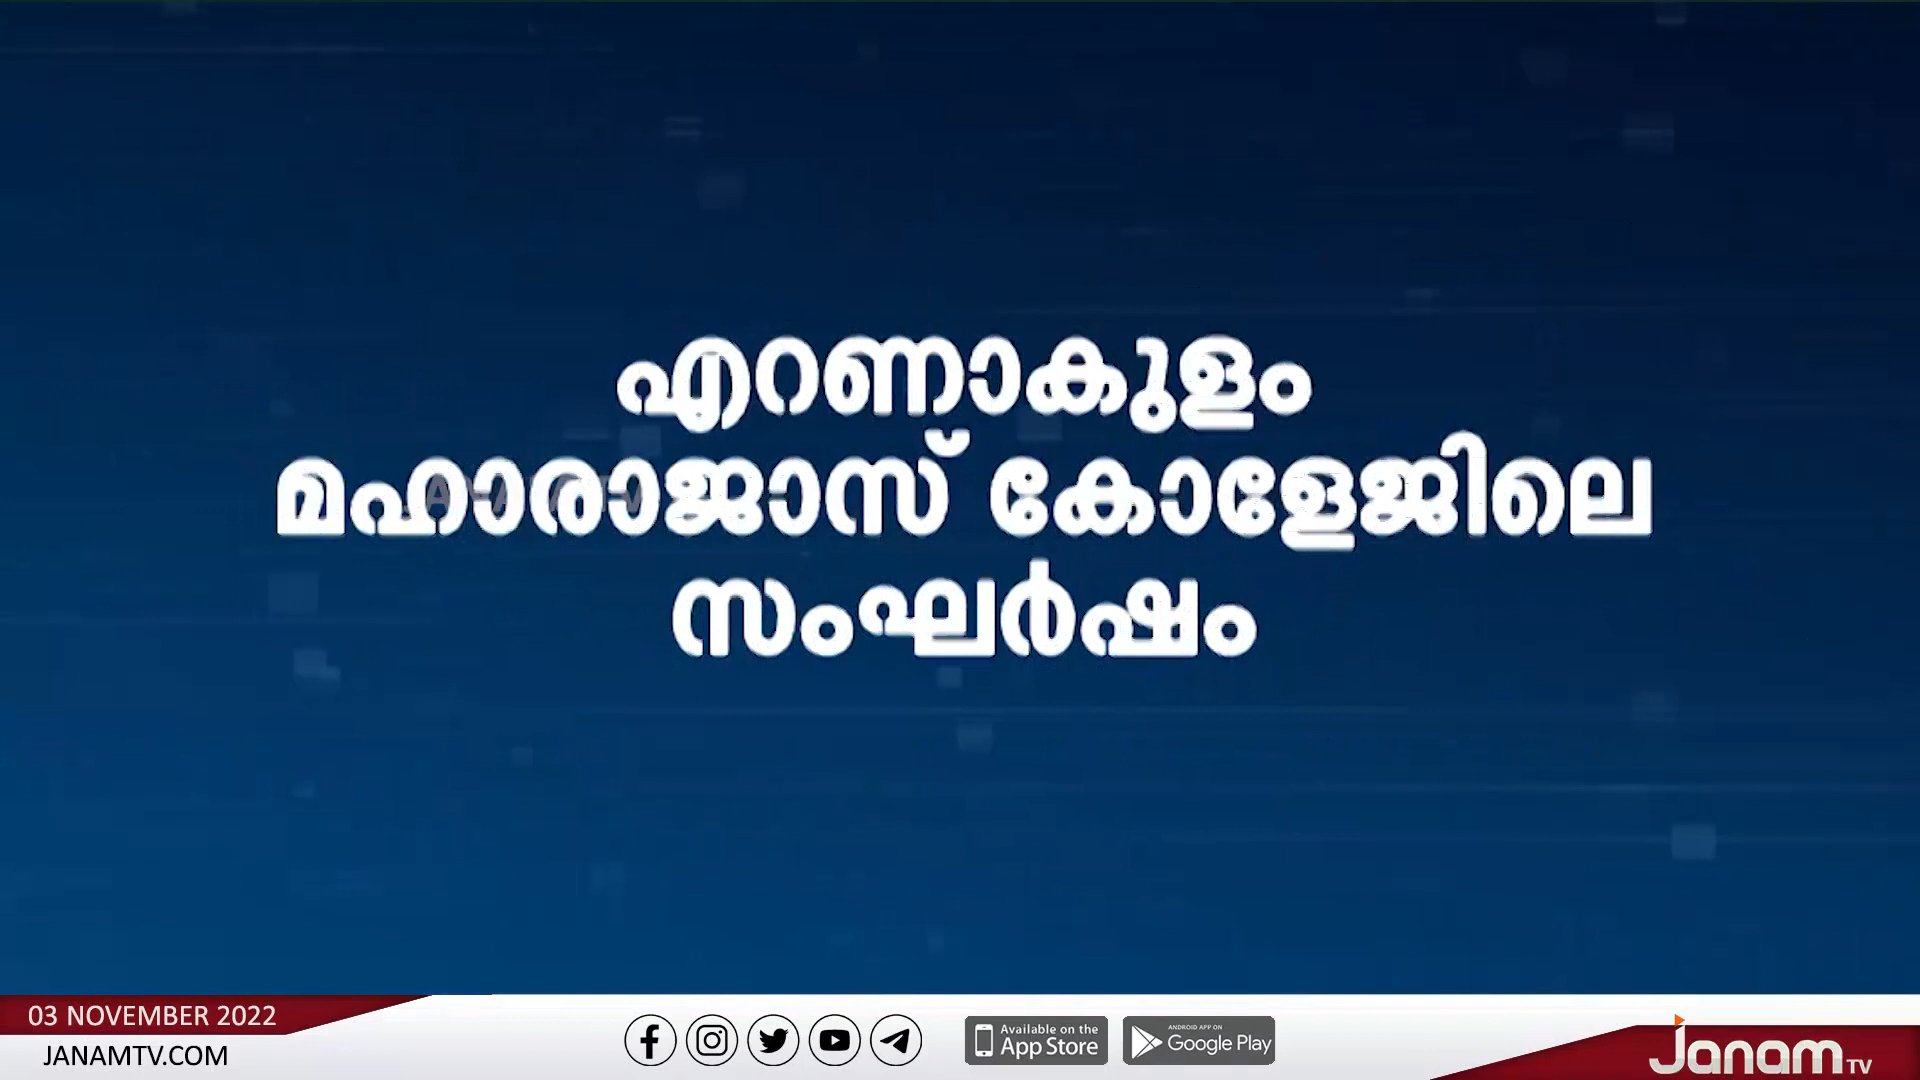 എറണാകുളം
മഹാരാജാസ് കോളേജിലെ
സംഘർഷം
03 NOVEMBER 2022
JANAMTV.COM
Available on the
App Store
ANDROID APP ON
Google Play
Janam TV